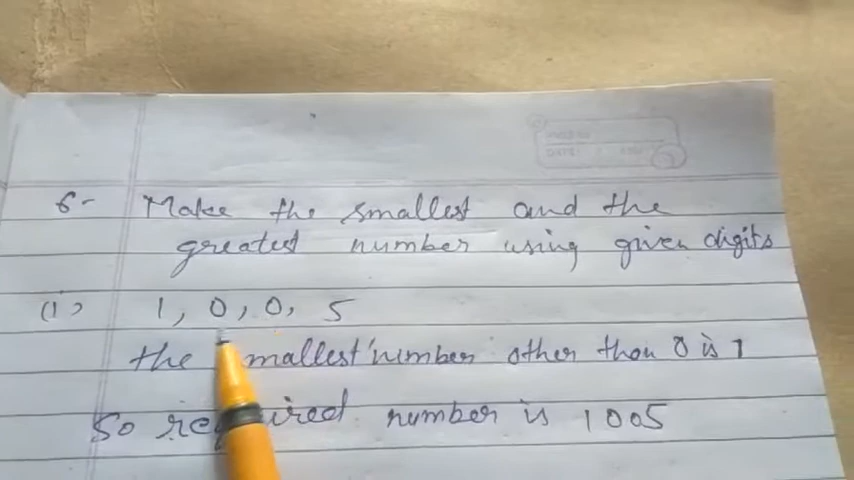 6- Make the smallest and the
greatest number using given digits
(1) 1, 0, 0, 5
the smallest number other than 0 is 1
So required number is 1005